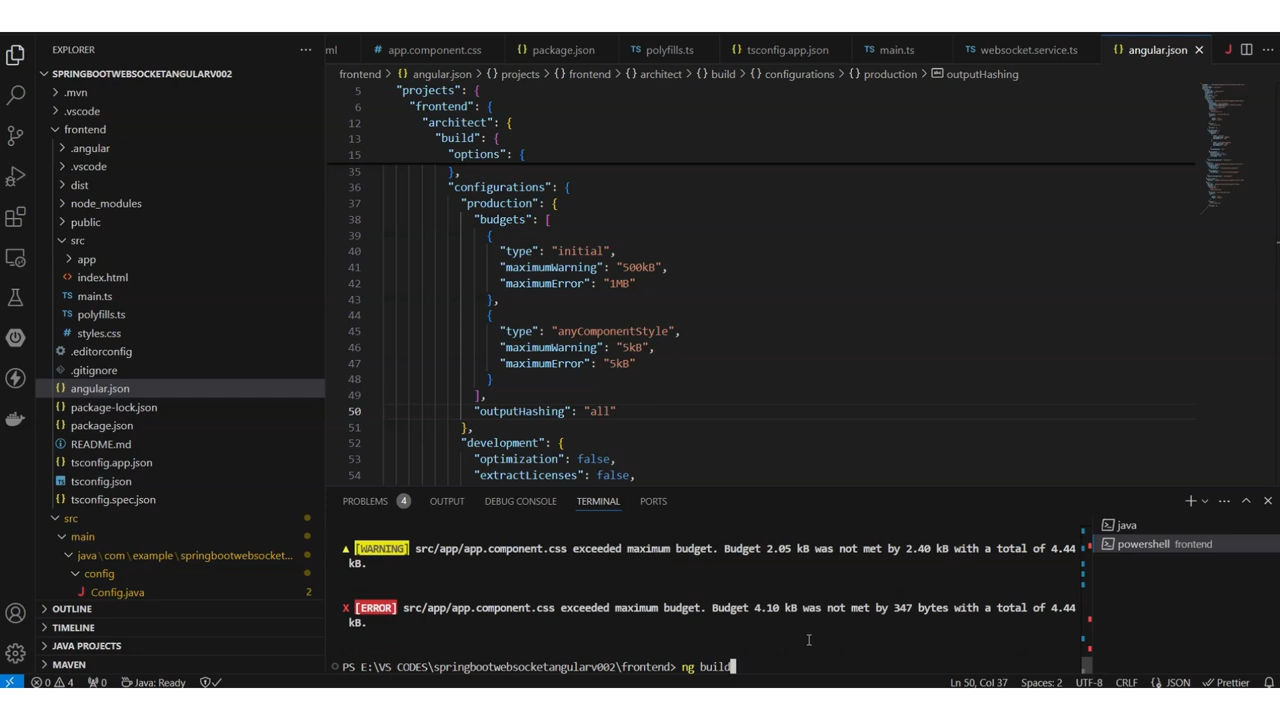 EXPLORER
SPRINGBOOTWEBSOCKETANGULARV002
.mvn
.vscode
frontend
.angular
.vscode
dist
node_modules
public
src
app
index.html
main.ts
polyfills.ts
styles.css
.editorconfig
.gitignore
angular.json
package-lock.json
package.json
README.md
tsconfig.app.json
tsconfig.json
tsconfig.spec.json
src
main
java\com\example\springbootwebsocket...
config
Config.java 2
OUTLINE
TIMELINE
JAVA PROJECTS
MAVEN
ml app.component.css package.json polyfills.ts tsconfig.app.json main.ts websocket.service.ts angular.json
frontend > angular.json > projects > frontend > architect > build > configurations > production > outputHashing
5 "projects": {
6 "frontend": {
12 "architect": {
13 "build": {
15 "options": {
35 },
36 "configurations": {
37 "production": {
38 "budgets": [
39 {
40 "type": "initial",
41 "maximumWarning": "500kB",
42 "maximumError": "1MB"
43 },
44 {
45 "type": "anyComponentStyle",
46 "maximumWarning": "5kB",
47 "maximumError": "5kB"
48 }
49 ],
50 "outputHashing": "all"
51 },
52 "development": {
53 "optimization": false,
54 "extractLicenses": false,
PROBLEMS 4 OUTPUT DEBUG CONSOLE TERMINAL PORTS
▲ [WARNING] src/app/app.component.css exceeded maximum budget. Budget 2.05 kB was not met by 2.40 kB with a total of 4.44
kB.
X [ERROR] src/app/app.component.css exceeded maximum budget. Budget 4.10 kB was not met by 347 bytes with a total of 4.44
kB.
PS E:\VS CODES\springbootwebsocketangularv002\frontend> ng build
java
powershell frontend
0 4 0 Java: Ready Ln 50, Col 37 Spaces: 2 UTF-8 CRLF JSON Prettier